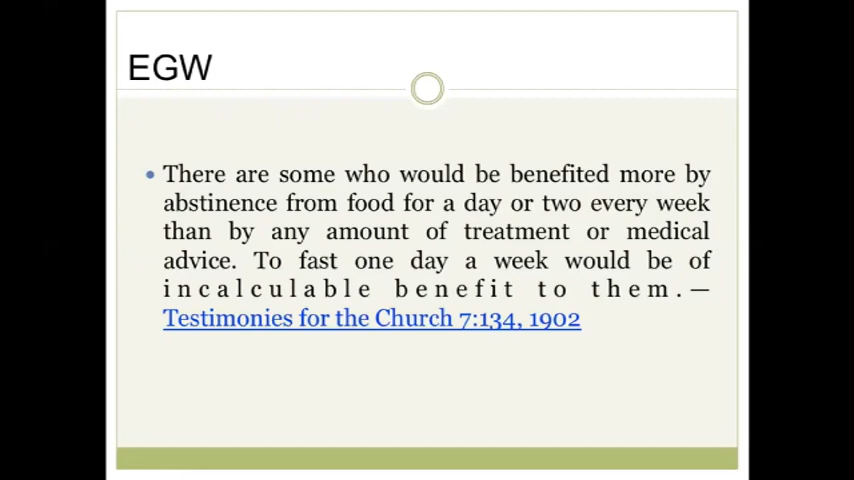 EGW
• There are some who would be benefited more by
abstinence from food for a day or two every week
than by any amount of treatment or medical
advice. To fast one day a week would be of
incalculable benefit to them.—
Testimonies for the Church 7:134, 1902